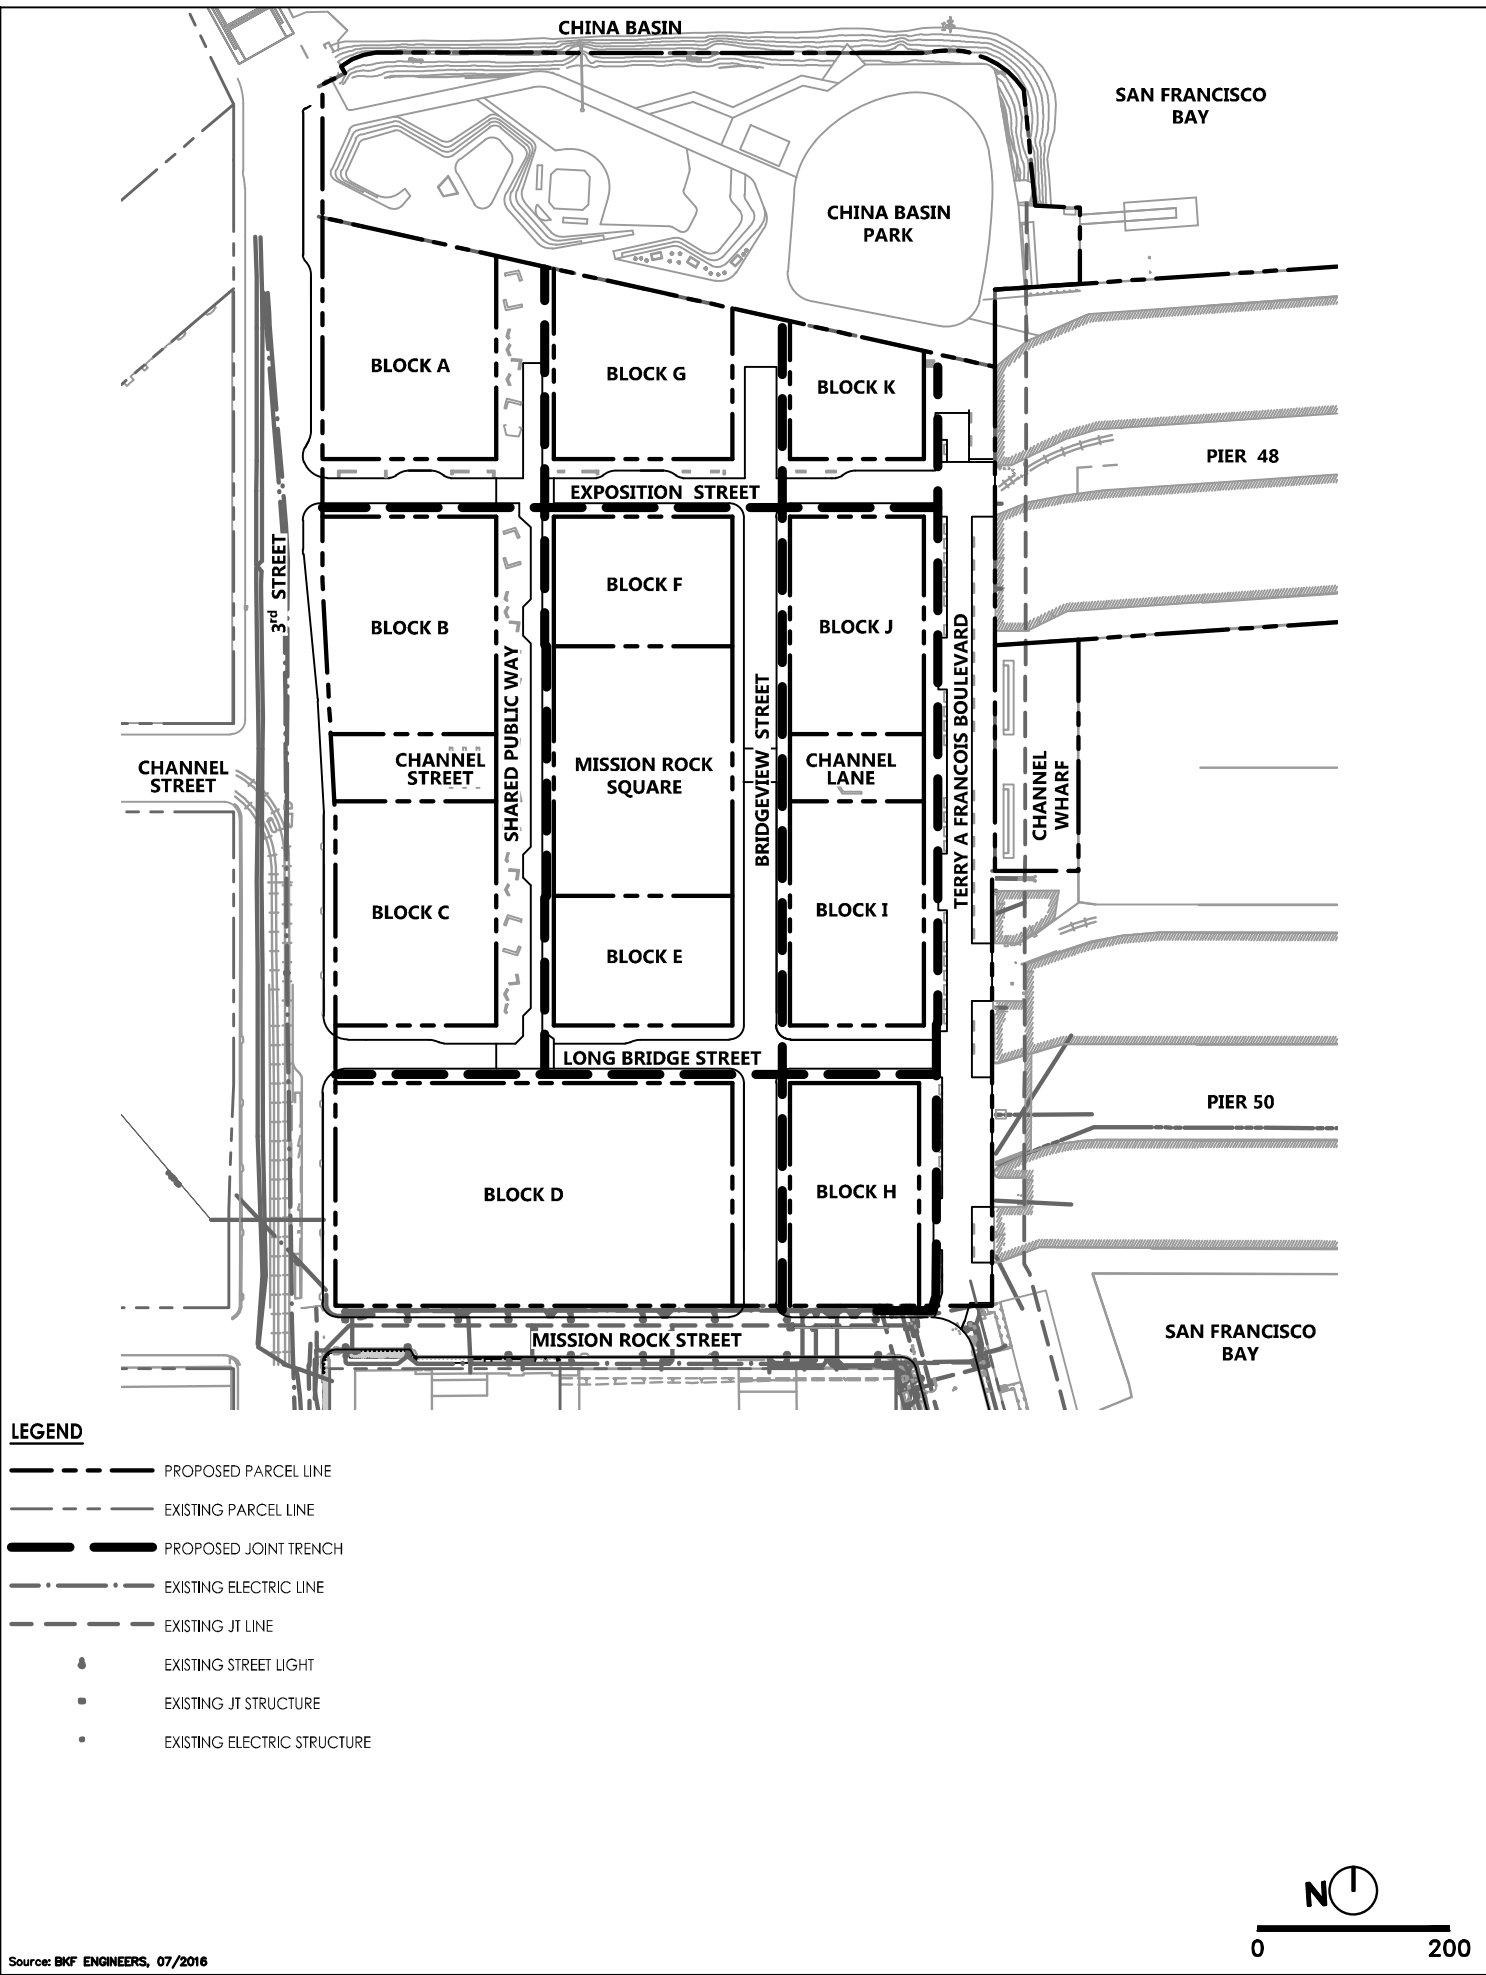 CHINA BASIN
SAN FRANCISCO
BAY
CHINA BASIN
PARK
BLOCK A
BLOCK G
BLOCK K
PIER 48
EXPOSITION STREET
3rd STREET
BLOCK B
BLOCK F
BLOCK J
SHARED PUBLIC WAY
BRIDGEVIEW STREET
TERRY A FRANCOIS BOULEVARD
CHANNEL
STREET
CHANNEL
STREET
MISSION ROCK
SQUARE
CHANNEL
LANE
CHANNEL
WHARF
BLOCK C
BLOCK E
BLOCK I
LONG BRIDGE STREET
PIER 50
BLOCK D
BLOCK H
MISSION ROCK STREET
SAN FRANCISCO
BAY
LEGEND
PROPOSED PARCEL LINE
EXISTING PARCEL LINE
PROPOSED JOINT TRENCH
EXISTING ELECTRIC LINE
EXISTING JT LINE
EXISTING STREET LIGHT
EXISTING JT STRUCTURE
EXISTING ELECTRIC STRUCTURE
N
0 200
Source: BKF ENGINEERS, 07/2016